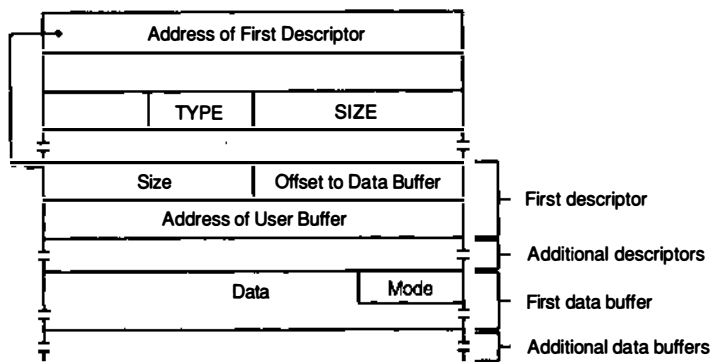 Address of First Descriptor
TYPE SIZE
Size Offset to Data Buffer
First descriptor
Address of User Buffer
Additional descriptors
Data Mode
First data buffer
Additional data buffers